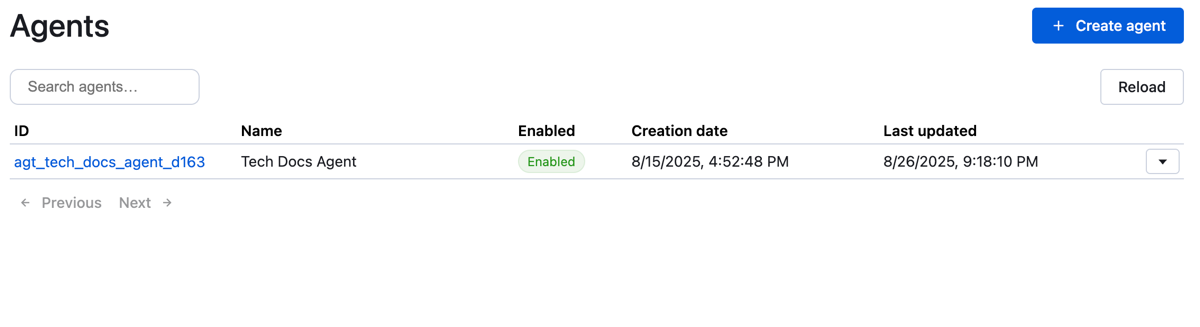 Agents
+ Create agent
Search agents...
Reload
ID Name Enabled Creation date Last updated
agt_tech_docs_agent_d163 Tech Docs Agent Enabled 8/15/2025, 4:52:48 PM 8/26/2025, 9:18:10 PM
← Previous Next →